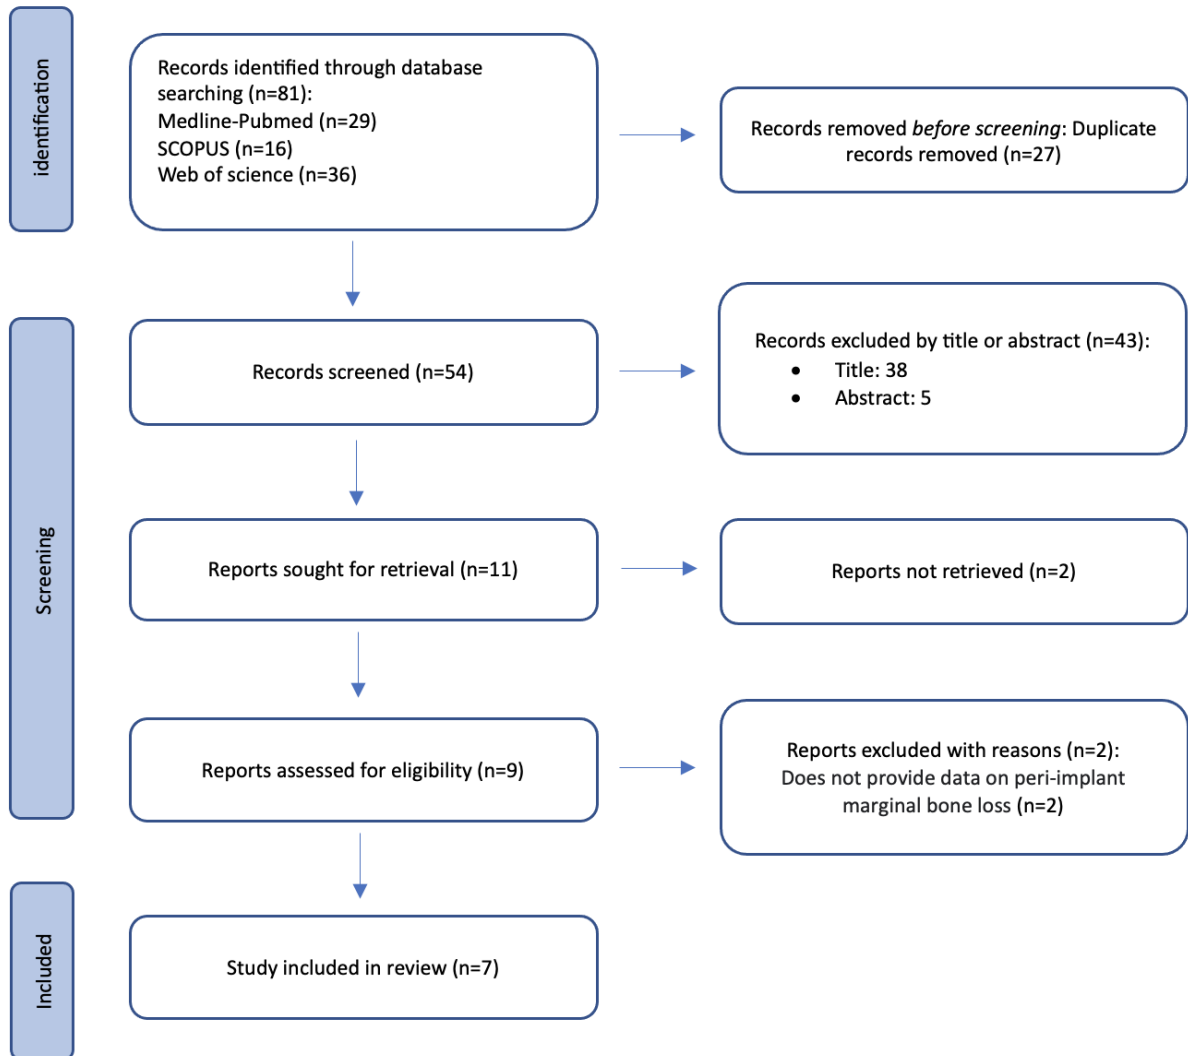 identification
Records identified through database
searching (n=81):
Medline-Pubmed (n=29)
SCOPUS (n=16)
Web of science (n=36)
Records removed before screening: Duplicate
records removed (n=27)
Screening
Records screened (n=54)
Records excluded by title or abstract (n=43):
• Title: 38
• Abstract: 5
Reports sought for retrieval (n=11)
Reports not retrieved (n=2)
Reports assessed for eligibility (n=9)
Reports excluded with reasons (n=2):
Does not provide data on peri-implant
marginal bone loss (n=2)
Included
Study included in review (n=7)